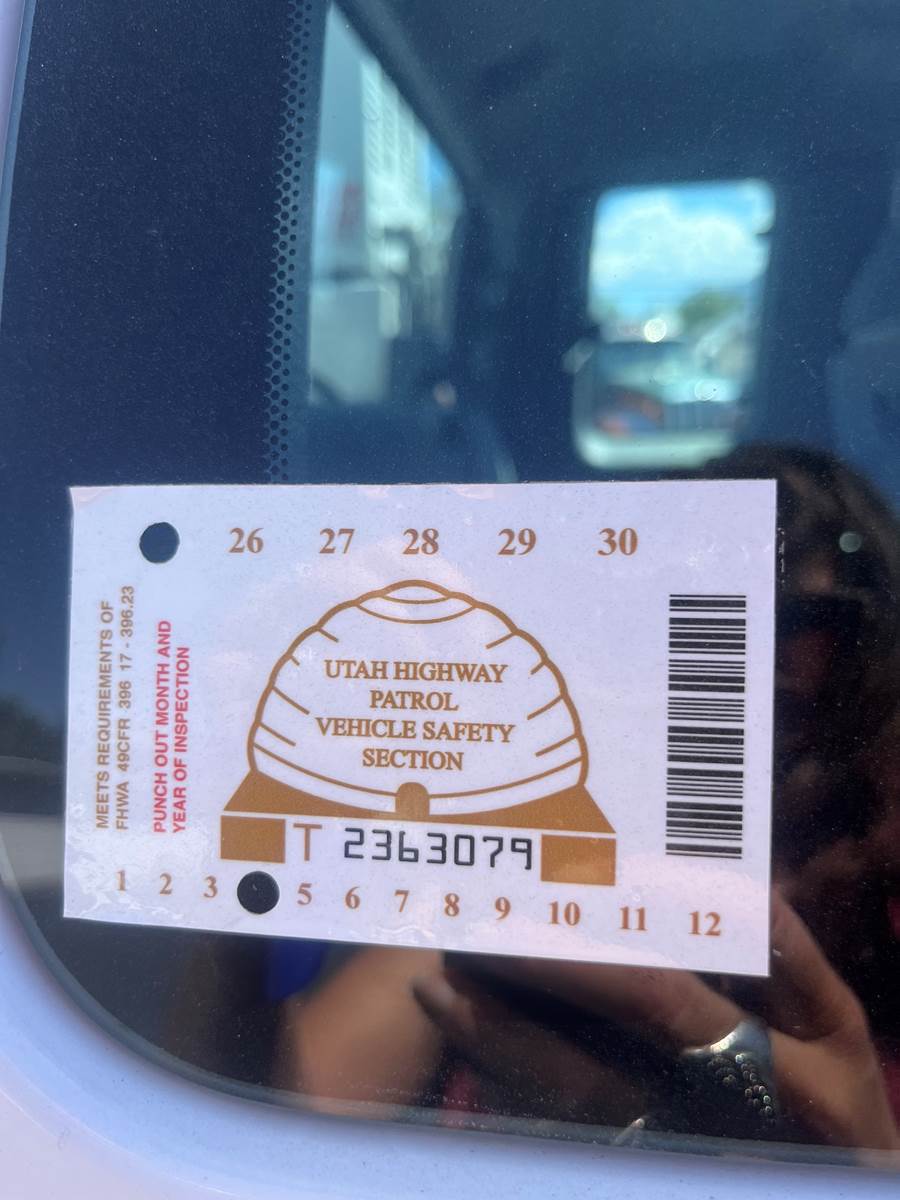 26 27 28 29 30
MEETS REQUIREMENTS OF
FHWA 49CFR 396 17 - 396.23
PUNCH OUT MONTH AND
YEAR OF INSPECTION
UTAH HIGHWAY
PATROL
VEHICLE SAFETY
SECTION
T 2363079
1 2 3 5 6 7 8 9 10 11 12